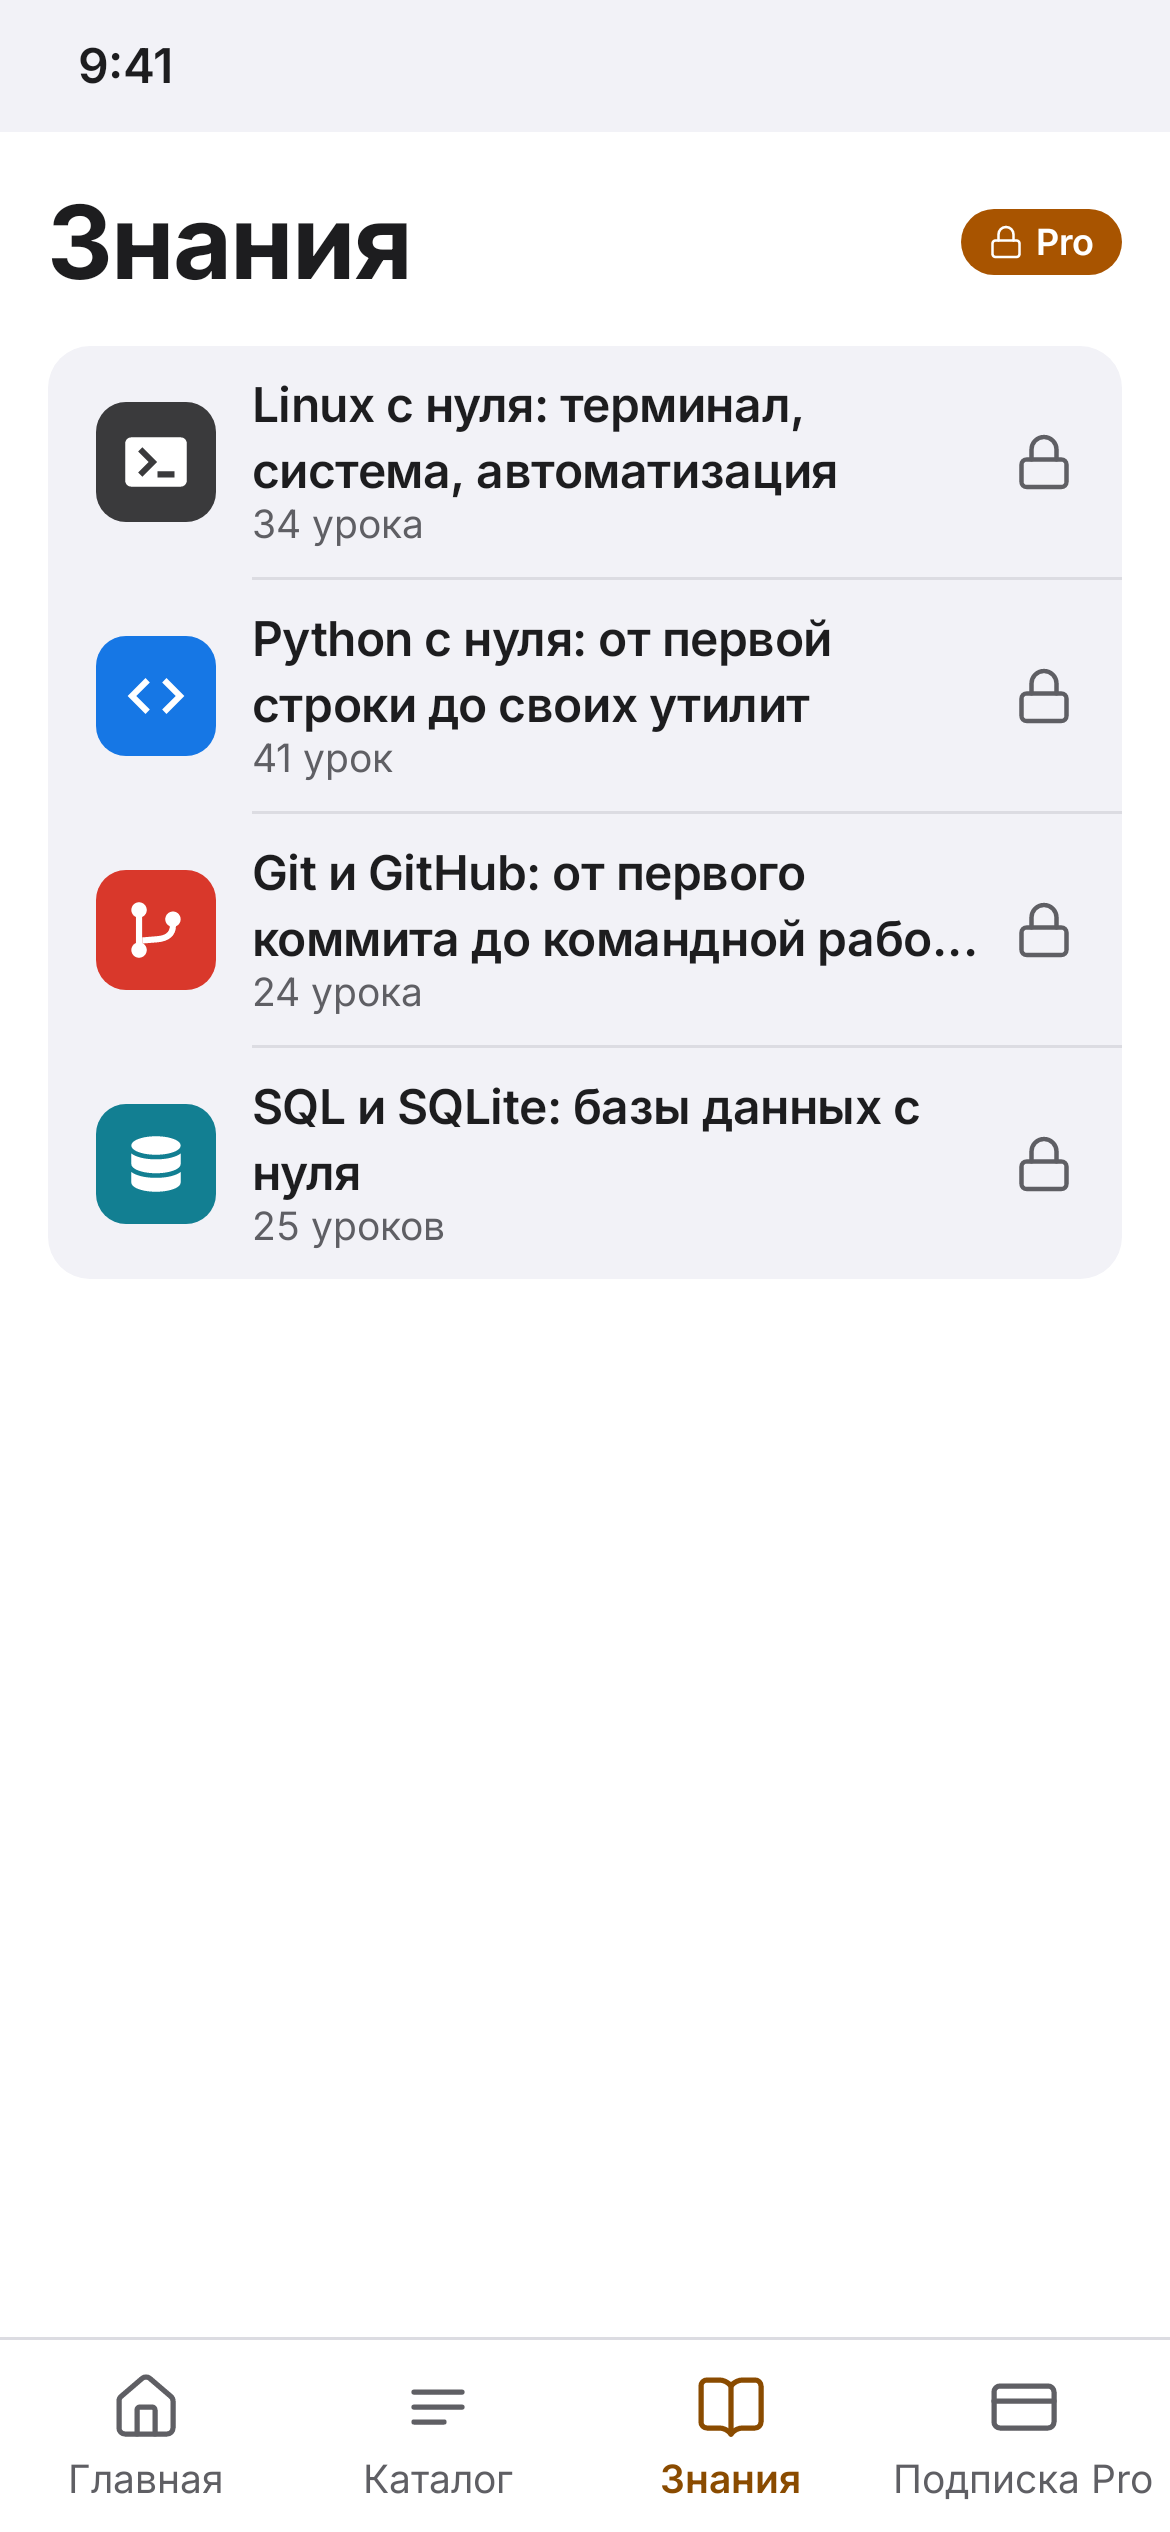 9:41
Знания
Pro
Linux с нуля: терминал,
система, автоматизация
34 урока
Python с нуля: от первой
строки до своих утилит
41 урок
Git и GitHub: от первого
коммита до командной рабо...
24 урока
SQL и SQLite: базы данных с
нуля
25 уроков
Главная
Каталог
Знания
Подписка Pro